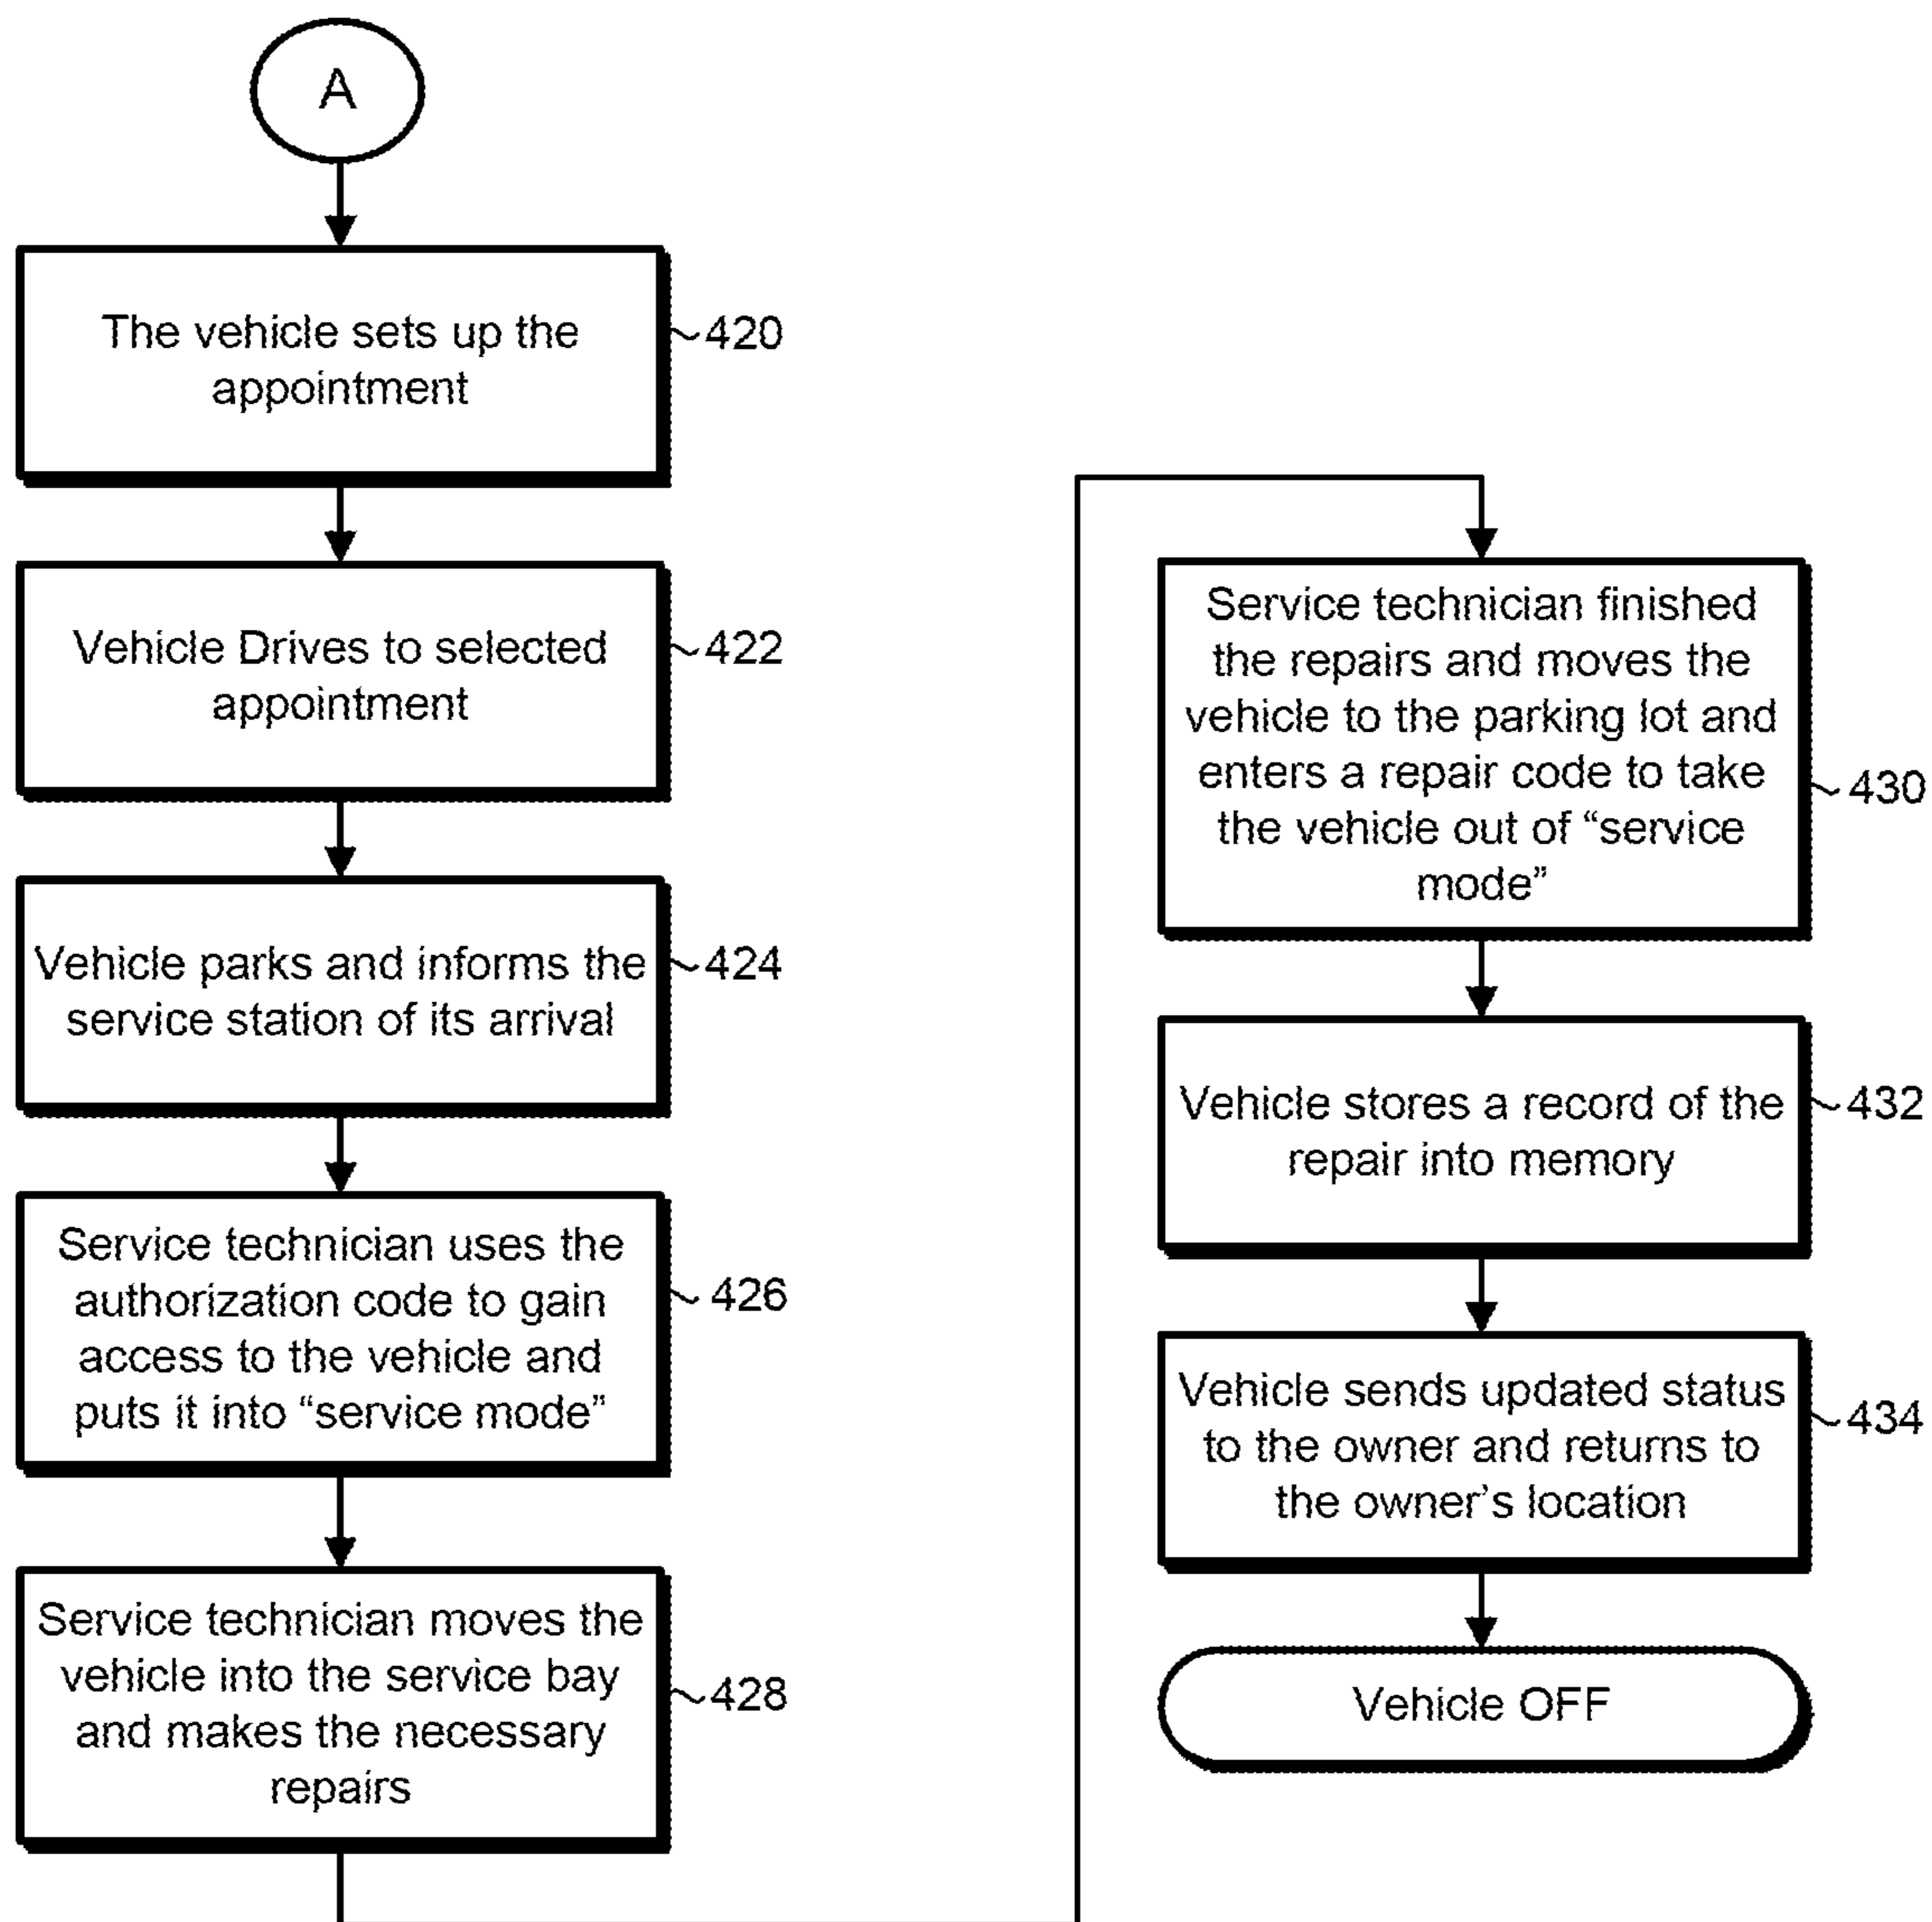 A
The vehicle sets up the
appointment
420
Vehicle Drives to selected
appointment
422
Vehicle parks and informs the
service station of its arrival
424
Service technician uses the
authorization code to gain
access to the vehicle and
puts it into “service mode”
426
Service technician moves the
vehicle into the service bay
and makes the necessary
repairs
428
Service technician finished
the repairs and moves the
vehicle to the parking lot and
enters a repair code to take
the vehicle out of “service
mode”
430
Vehicle stores a record of the
repair into memory
432
Vehicle sends updated status
to the owner and returns to
the owner’s location
434
Vehicle OFF